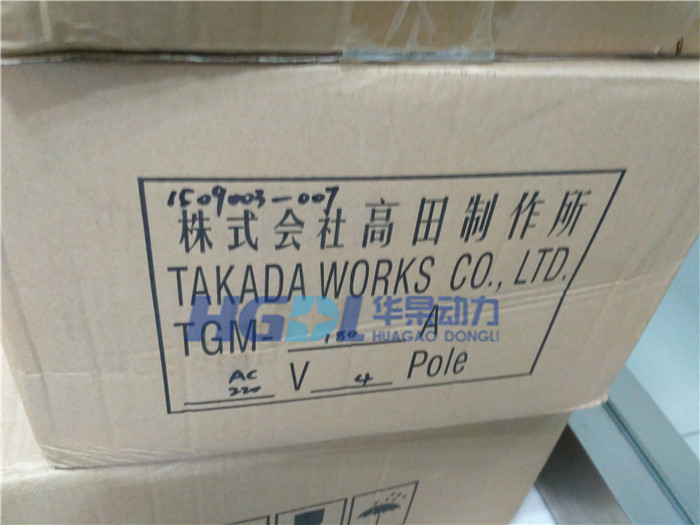 1509003-007
株式会社高田制作所
TAKADA WORKS CO., LTD.
HGDL 华杲动力
HUAGAO DONGLI
TGM- 180 A
AC 220 V 4 Pole